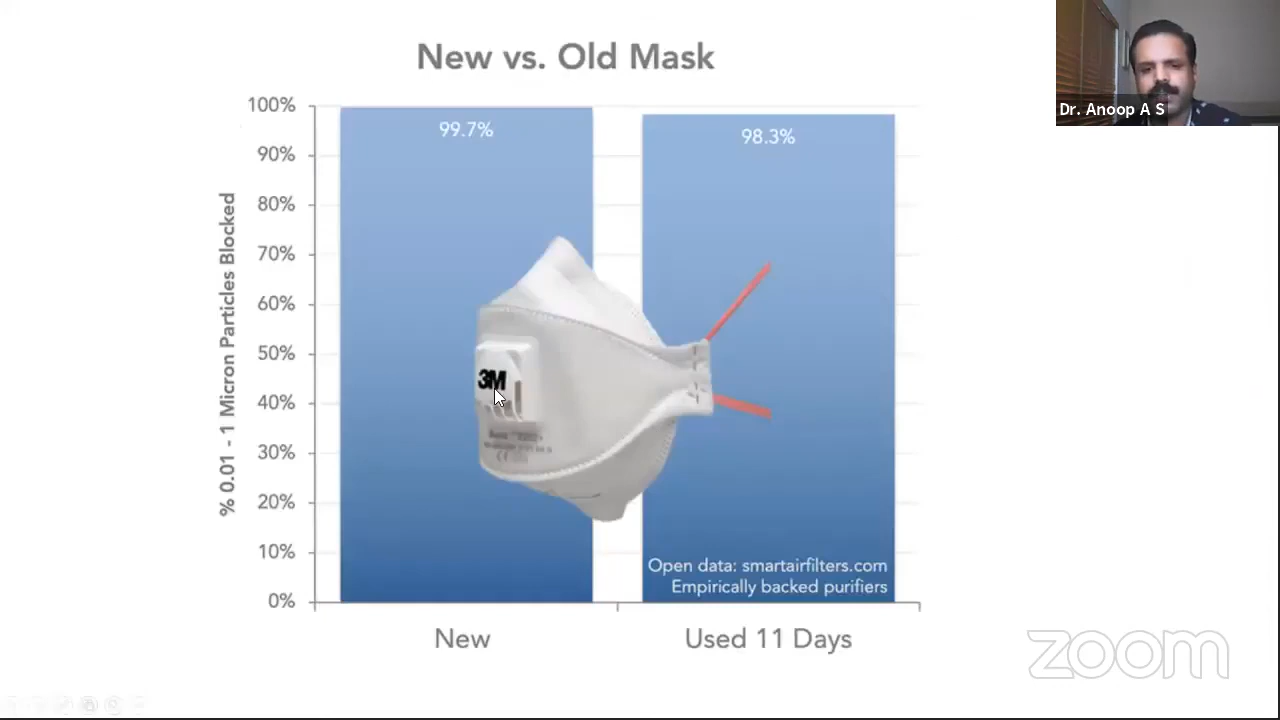 New vs. Old Mask
Dr. Anoop A S
100%
90%
80%
70%
60%
50%
40%
30%
20%
10%
0%
% 0.01 - 1 Micron Particles Blocked
99.7%
98.3%
3M
Open data: smartairfilters.com
Empirically backed purifiers
New
Used 11 Days
zoom